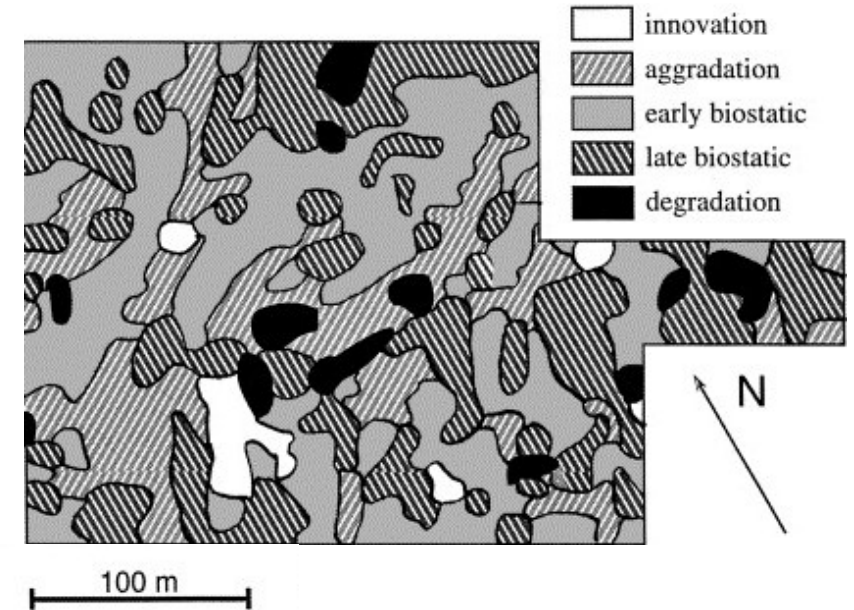 innovation
aggradation
early biostatic
late biostatic
degradation
N
100 m